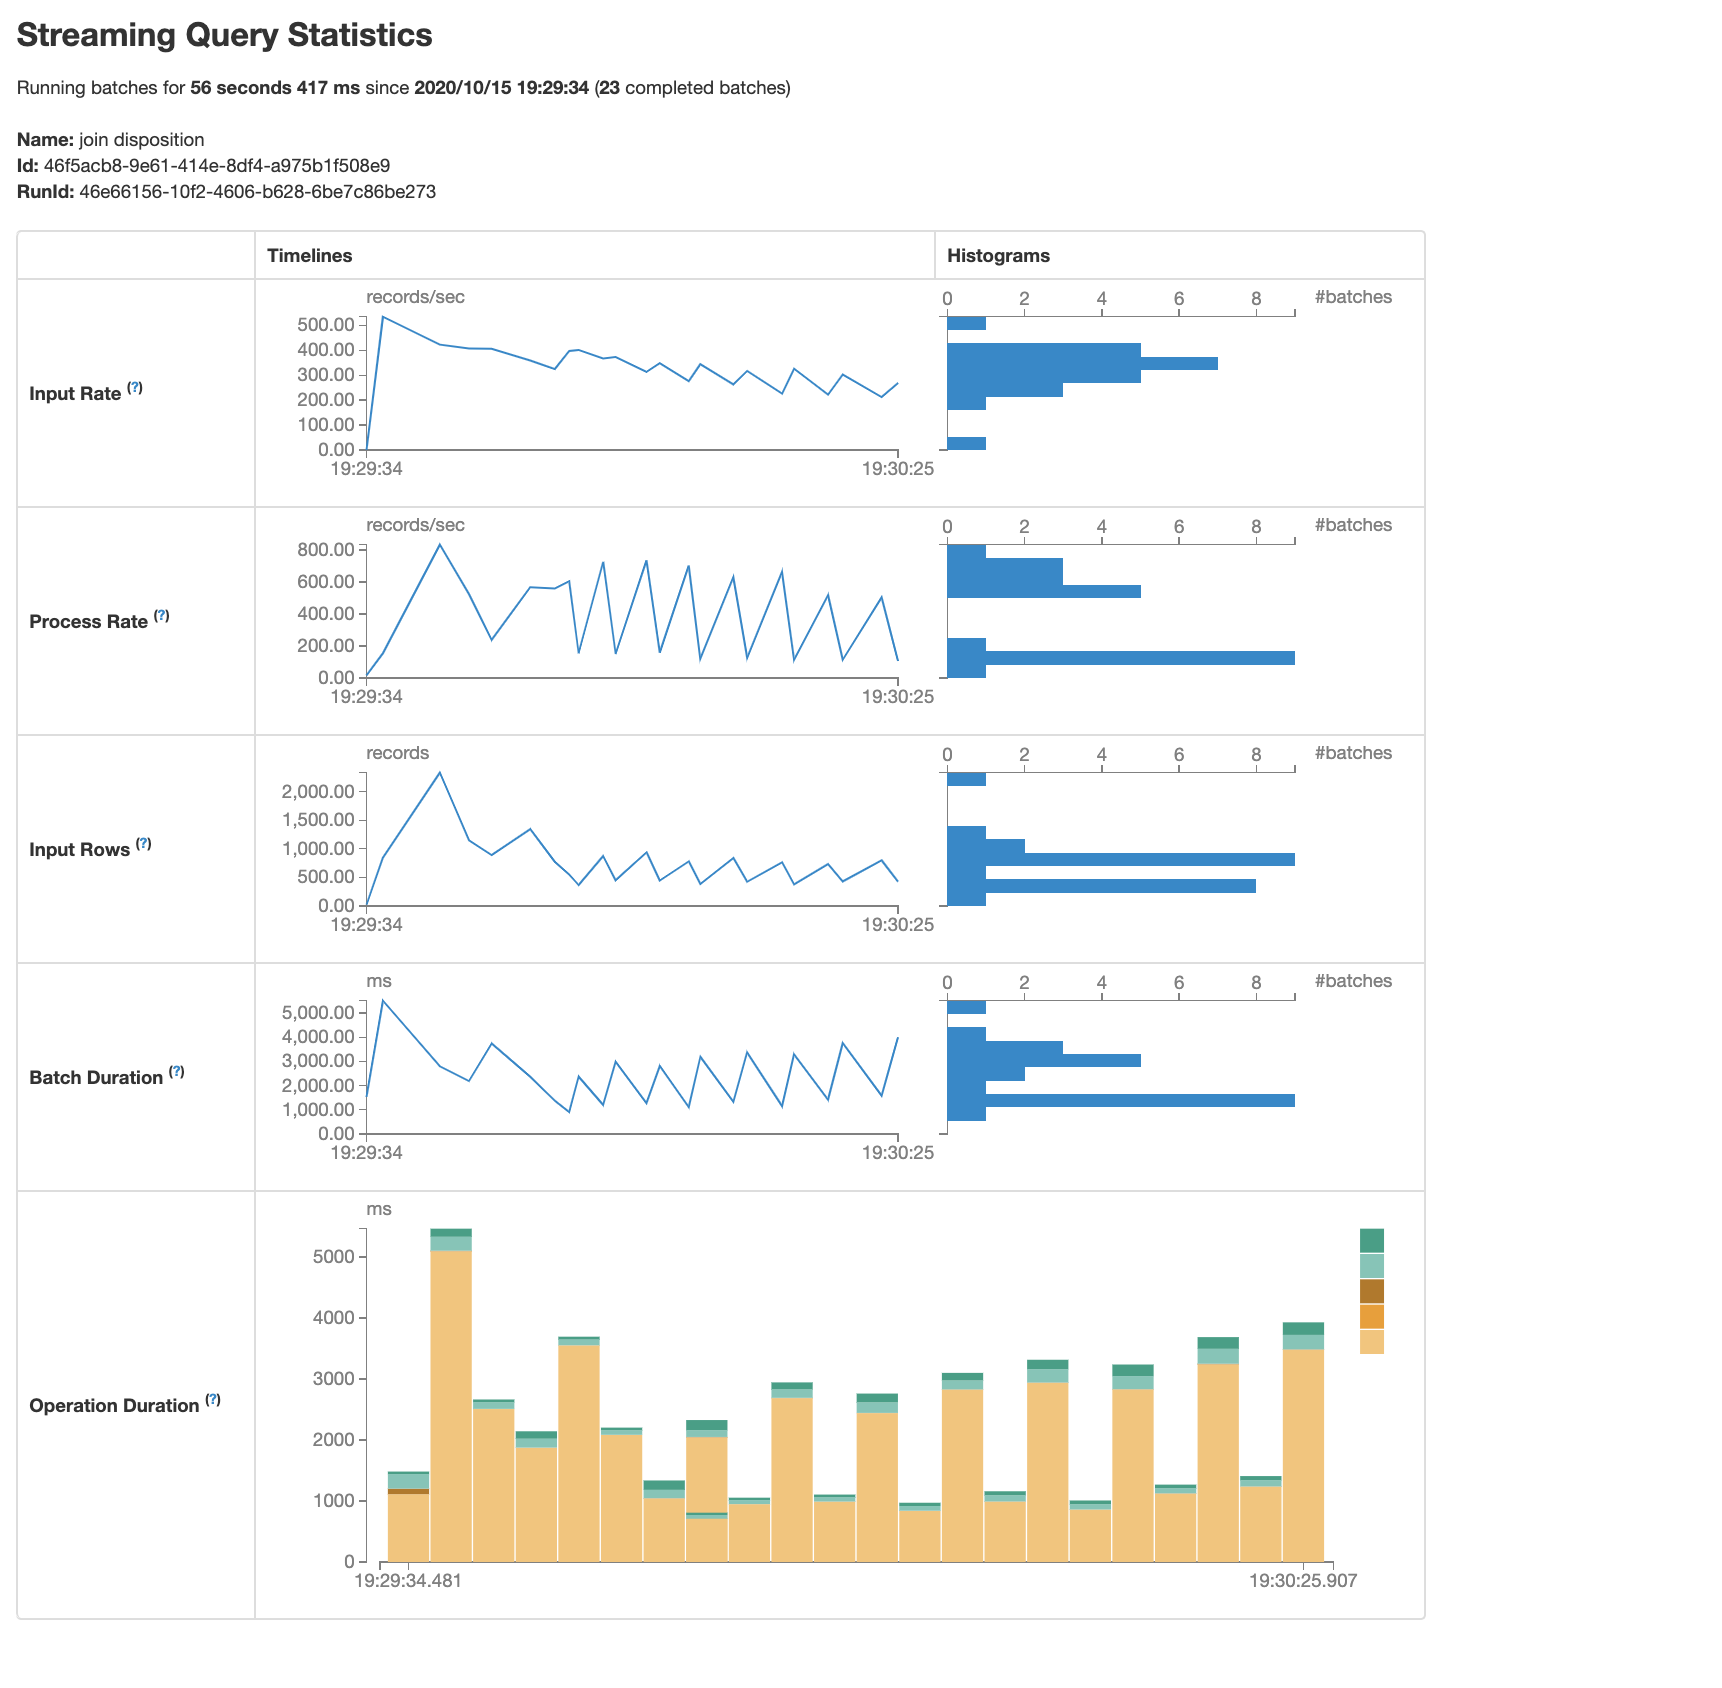 Streaming Query Statistics
Running batches for 56 seconds 417 ms since 2020/10/15 19:29:34 (23 completed batches)
Name: join disposition
Id: 46f5acb8-9e61-414e-8df4-a975b1f508e9
RunId: 46e66156-10f2-4606-b628-6be7c86be273
Timelines Histograms
Input Rate (?)
records/sec
500.00
400.00
300.00
200.00
100.00
0.00
19:29:34 19:30:25
0 2 4 6 8 #batches
Process Rate (?)
records/sec
800.00
600.00
400.00
200.00
0.00
19:29:34 19:30:25
0 2 4 6 8 #batches
Input Rows (?)
records
2,000.00
1,500.00
1,000.00
500.00
0.00
19:29:34 19:30:25
0 2 4 6 8 #batches
Batch Duration (?)
ms
5,000.00
4,000.00
3,000.00
2,000.00
1,000.00
0.00
19:29:34 19:30:25
0 2 4 6 8 #batches
Operation Duration (?)
ms
5000
4000
3000
2000
1000
0
19:29:34.481 19:30:25.907